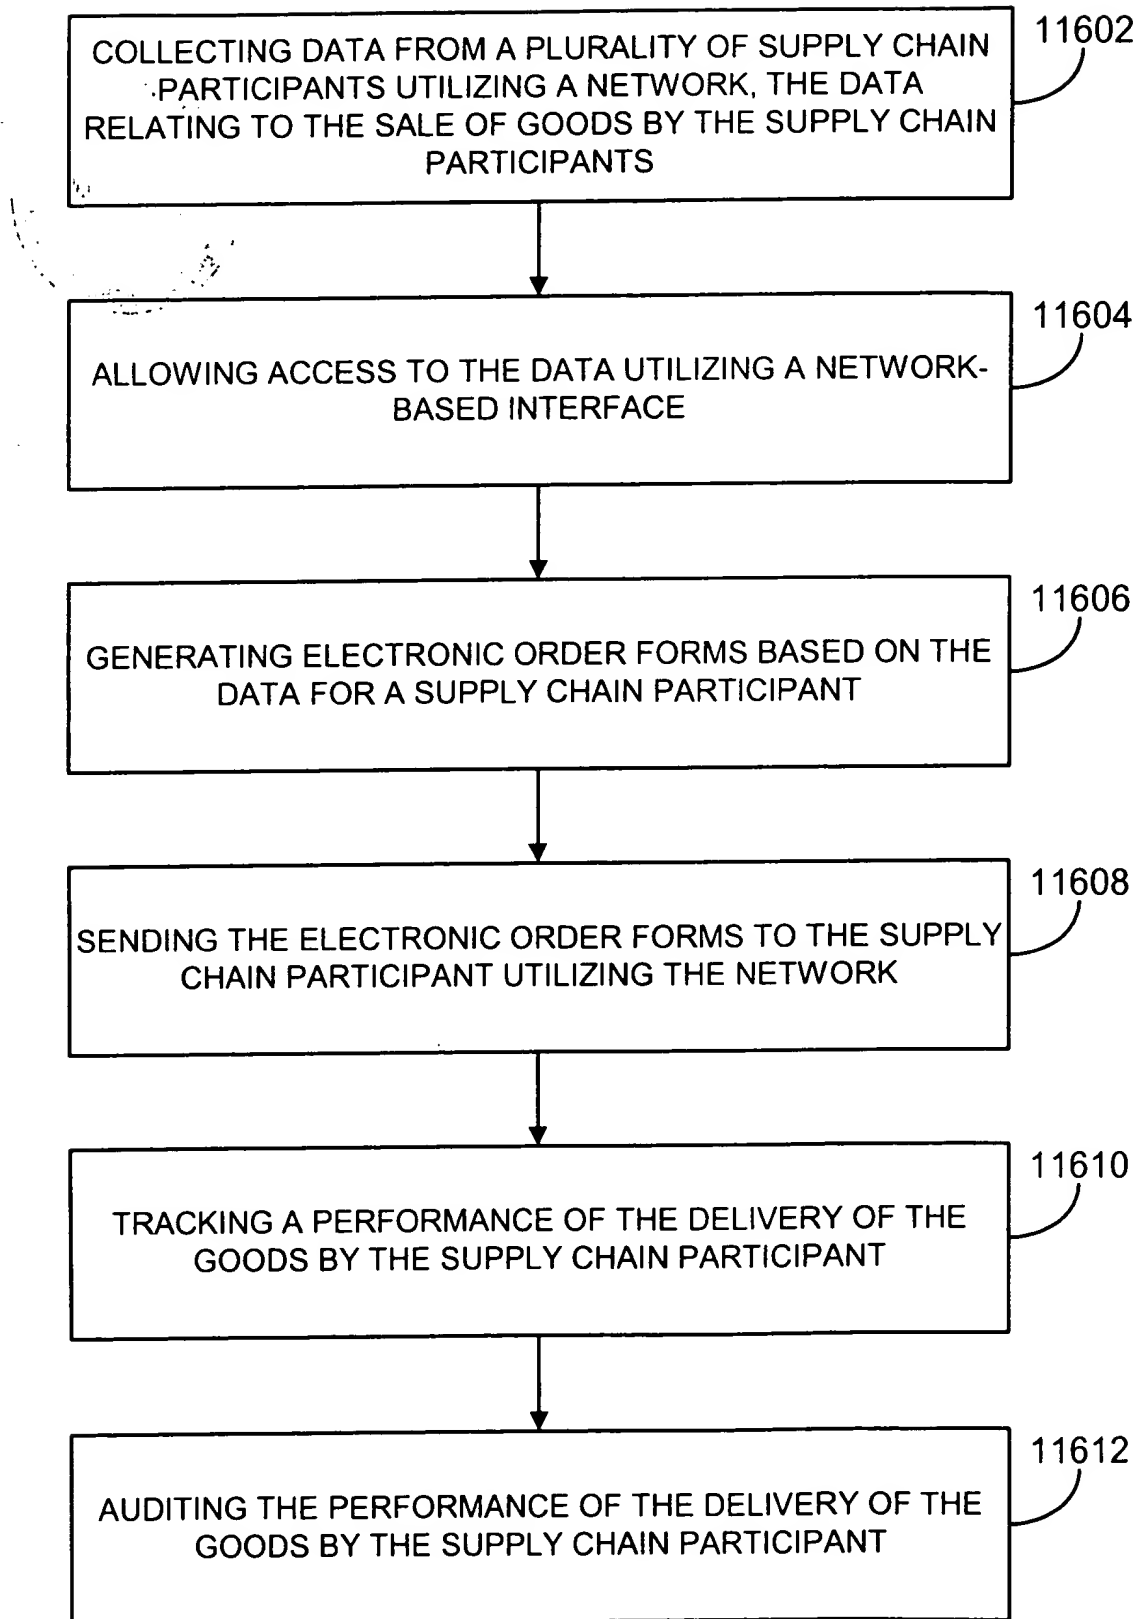 COLLECTING DATA FROM A PLURALITY OF SUPPLY CHAIN
PARTICIPANTS UTILIZING A NETWORK, THE DATA
RELATING TO THE SALE OF GOODS BY THE SUPPLY CHAIN
PARTICIPANTS
11602
ALLOWING ACCESS TO THE DATA UTILIZING A NETWORK-
BASED INTERFACE
11604
GENERATING ELECTRONIC ORDER FORMS BASED ON THE
DATA FOR A SUPPLY CHAIN PARTICIPANT
11606
SENDING THE ELECTRONIC ORDER FORMS TO THE SUPPLY
CHAIN PARTICIPANT UTILIZING THE NETWORK
11608
TRACKING A PERFORMANCE OF THE DELIVERY OF THE
GOODS BY THE SUPPLY CHAIN PARTICIPANT
11610
AUDITING THE PERFORMANCE OF THE DELIVERY OF THE
GOODS BY THE SUPPLY CHAIN PARTICIPANT
11612